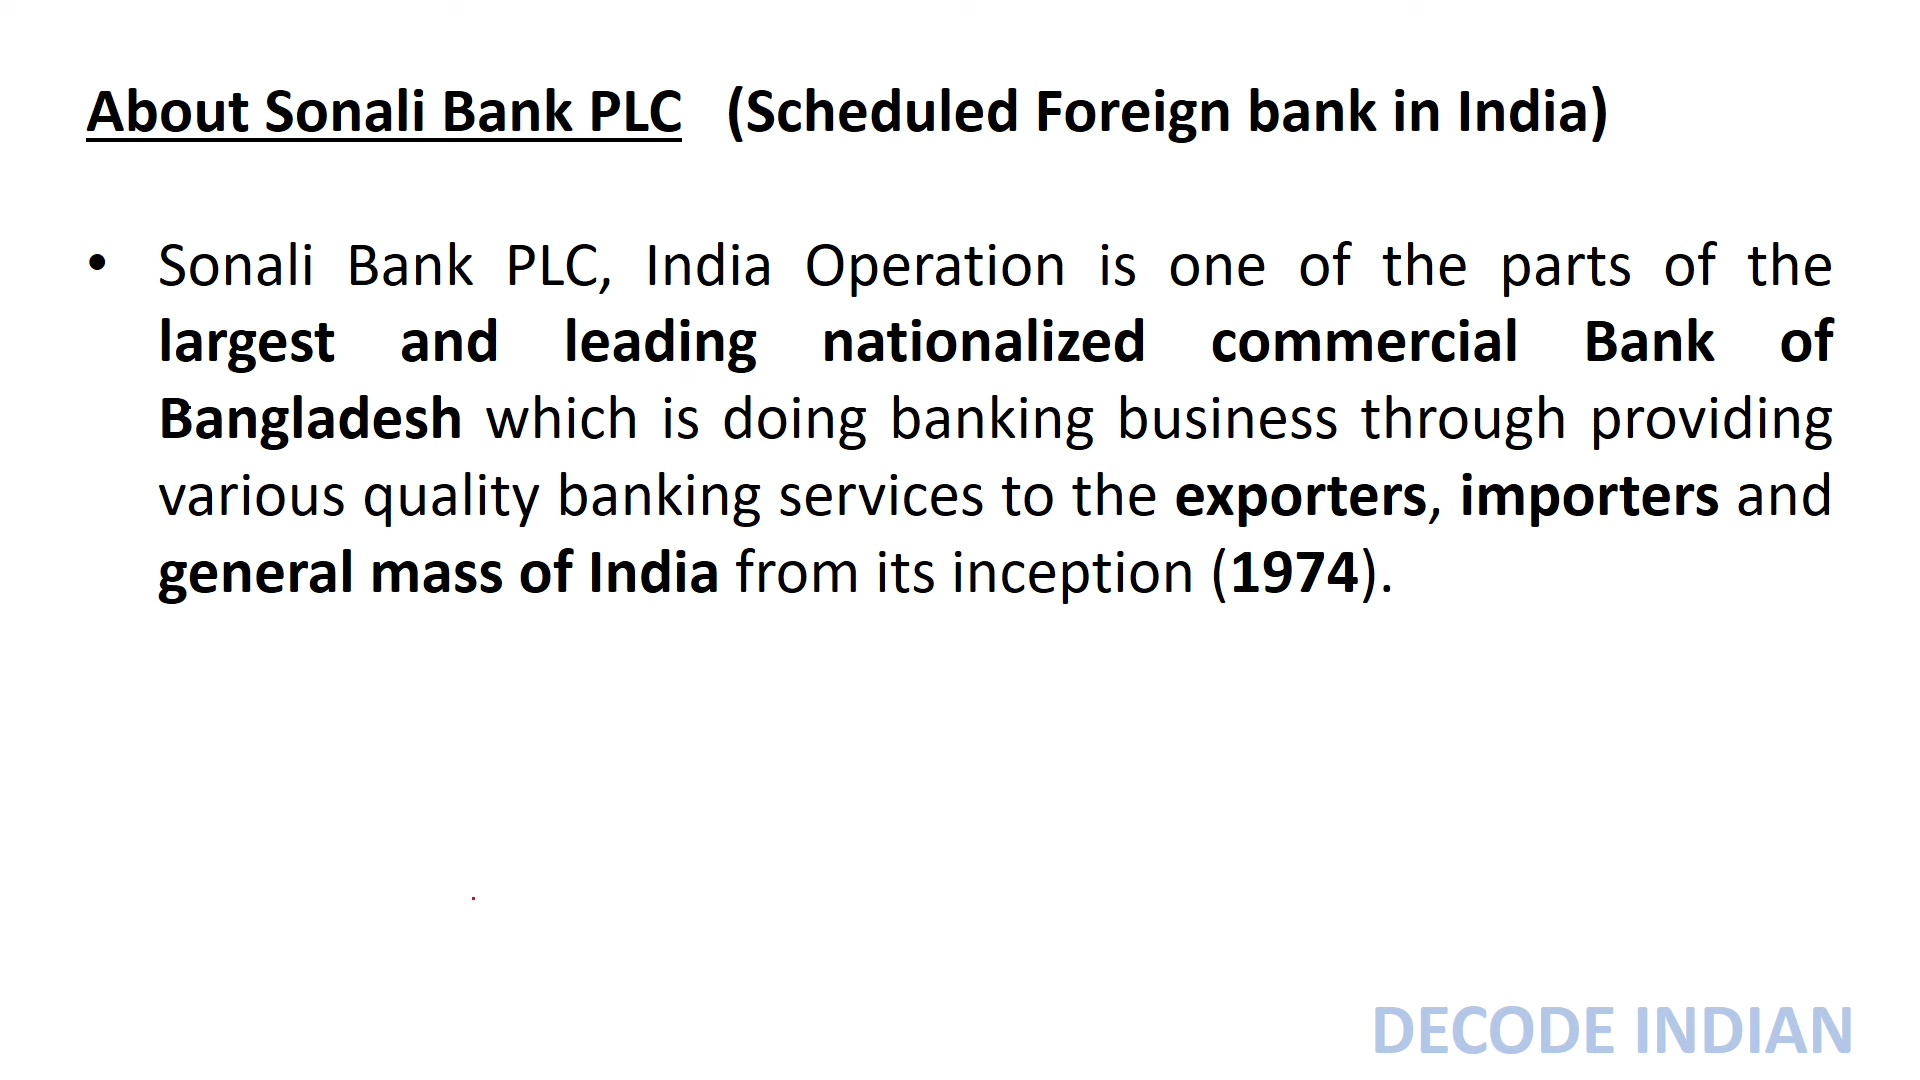 About Sonali Bank PLC (Scheduled Foreign bank in India)
• Sonali Bank PLC, India Operation is one of the parts of the
largest and leading nationalized commercial Bank of
Bangladesh which is doing banking business through providing
various quality banking services to the exporters, importers and
general mass of India from its inception (1974).
DECODE INDIAN